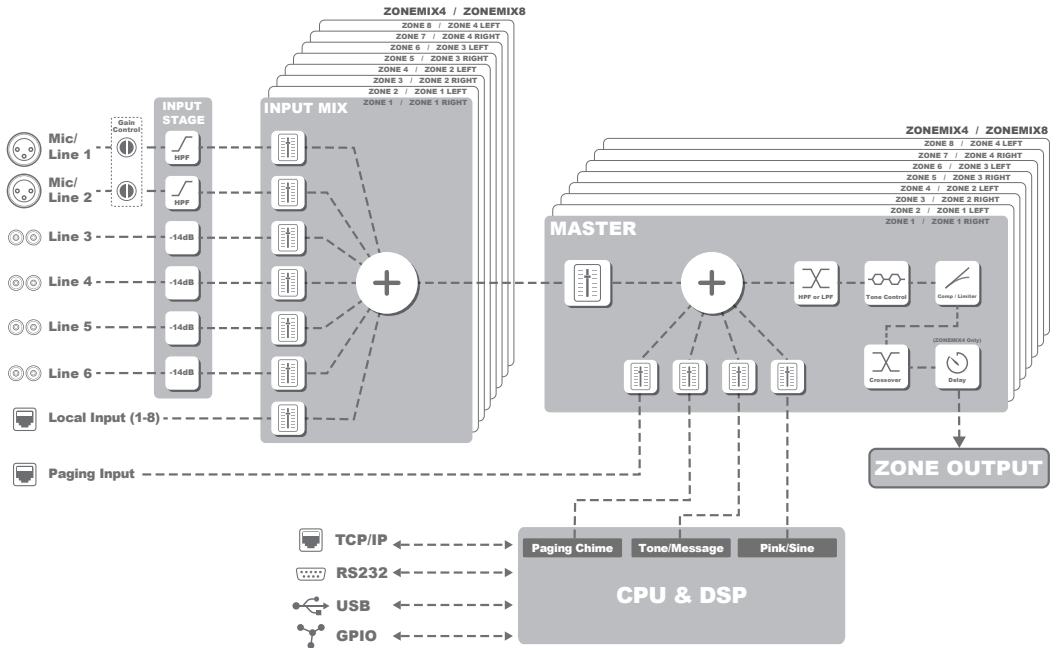 ZONEMIX4 / ZONEMIX8
ZONE 8 / ZONE 4 LEFT
ZONE 7 / ZONE 4 RIGHT
ZONE 6 / ZONE 3 LEFT
ZONE 5 / ZONE 3 RIGHT
ZONE 4 / ZONE 2 LEFT
ZONE 3 / ZONE 2 RIGHT
ZONE 2 / ZONE 1 LEFT
ZONE 1 / ZONE 1 RIGHT
INPUT STAGE
INPUT MIX
Gain Control
Mic/
Line 1
HPF
Mic/
Line 2
HPF
Line 3
-14dB
Line 4
-14dB
Line 5
-14dB
Line 6
-14dB
Local Input (1-8)
Paging Input
ZONEMIX4 / ZONEMIX8
ZONE 8 / ZONE 4 LEFT
ZONE 7 / ZONE 4 RIGHT
ZONE 6 / ZONE 3 LEFT
ZONE 5 / ZONE 3 RIGHT
ZONE 4 / ZONE 2 LEFT
ZONE 3 / ZONE 2 RIGHT
ZONE 2 / ZONE 1 LEFT
ZONE 1 / ZONE 1 RIGHT
MASTER
HPF or LPF
Tone Control
Comp / Limiter
(ZONEMIX4 Only)
Crossover
Delay
ZONE OUTPUT
TCP/IP
RS232
USB
GPIO
Paging Chime
Tone/Message
Pink/Sine
CPU & DSP